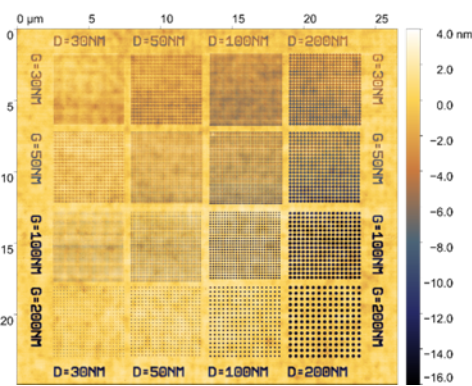 0 µm 5 10 15 20 25
4.0 nm
2.0
0.0
-2.0
-4.0
-6.0
-8.0
-10.0
-12.0
-14.0
-16.0
0
5
10
15
20
D=30NM D=50NM D=100NM D=200NM
G=30NM G=30NM
G=50NM G=50NM
G=100NM G=100NM
G=200NM G=200NM
D=30NM D=50NM D=100NM D=200NM